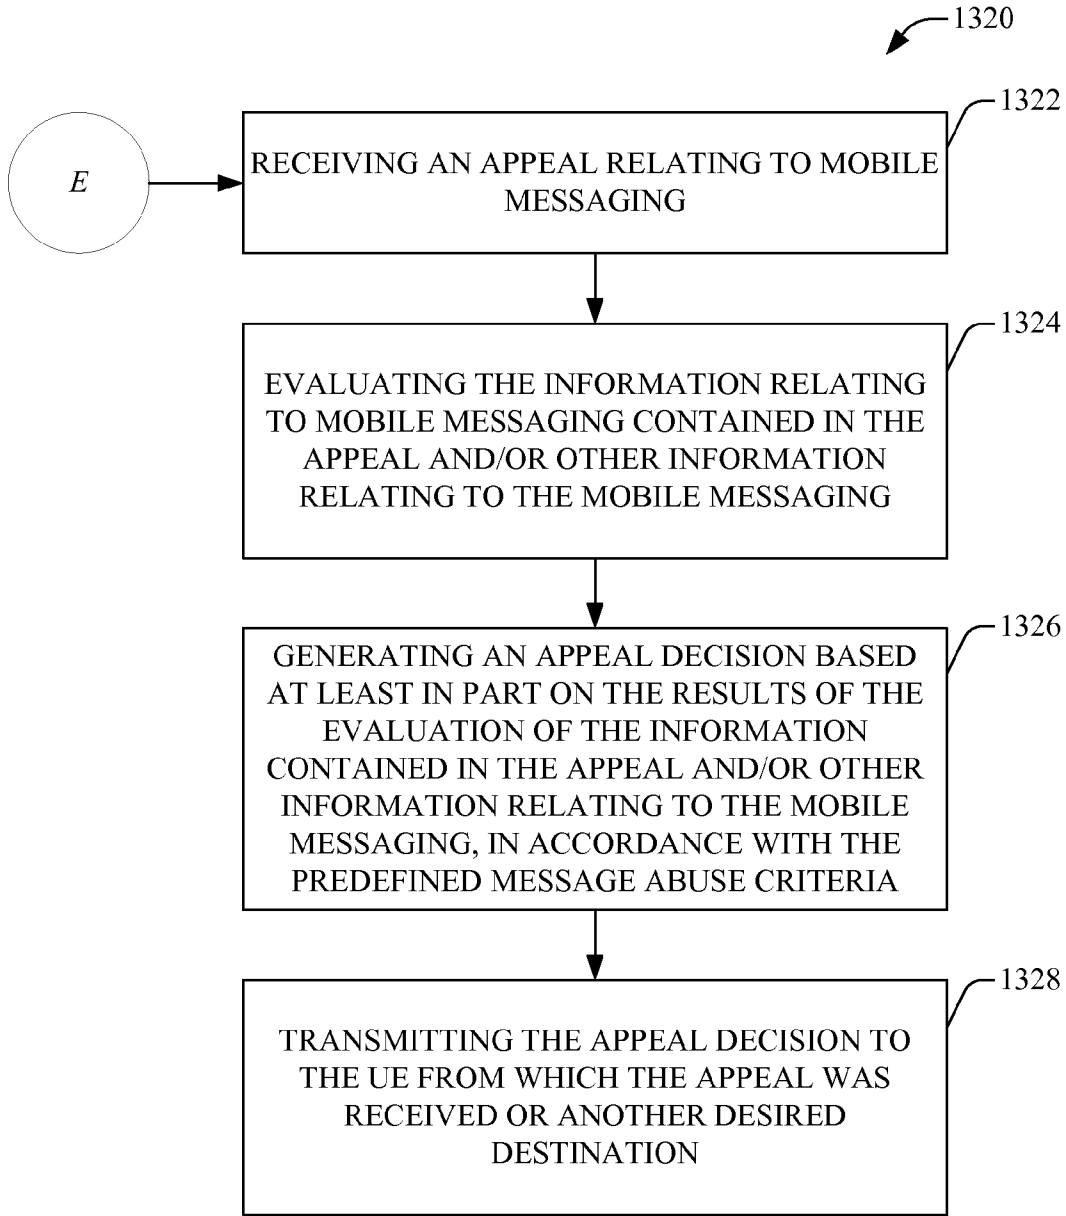 1320
1322
E
RECEIVING AN APPEAL RELATING TO MOBILE
MESSAGING
1324
EVALUATING THE INFORMATION RELATING
TO MOBILE MESSAGING CONTAINED IN THE
APPEAL AND/OR OTHER INFORMATION
RELATING TO THE MOBILE MESSAGING
1326
GENERATING AN APPEAL DECISION BASED
AT LEAST IN PART ON THE RESULTS OF THE
EVALUATION OF THE INFORMATION
CONTAINED IN THE APPEAL AND/OR OTHER
INFORMATION RELATING TO THE MOBILE
MESSAGING, IN ACCORDANCE WITH THE
PREDEFINED MESSAGE ABUSE CRITERIA
1328
TRANSMITTING THE APPEAL DECISION TO
THE UE FROM WHICH THE APPEAL WAS
RECEIVED OR ANOTHER DESIRED
DESTINATION